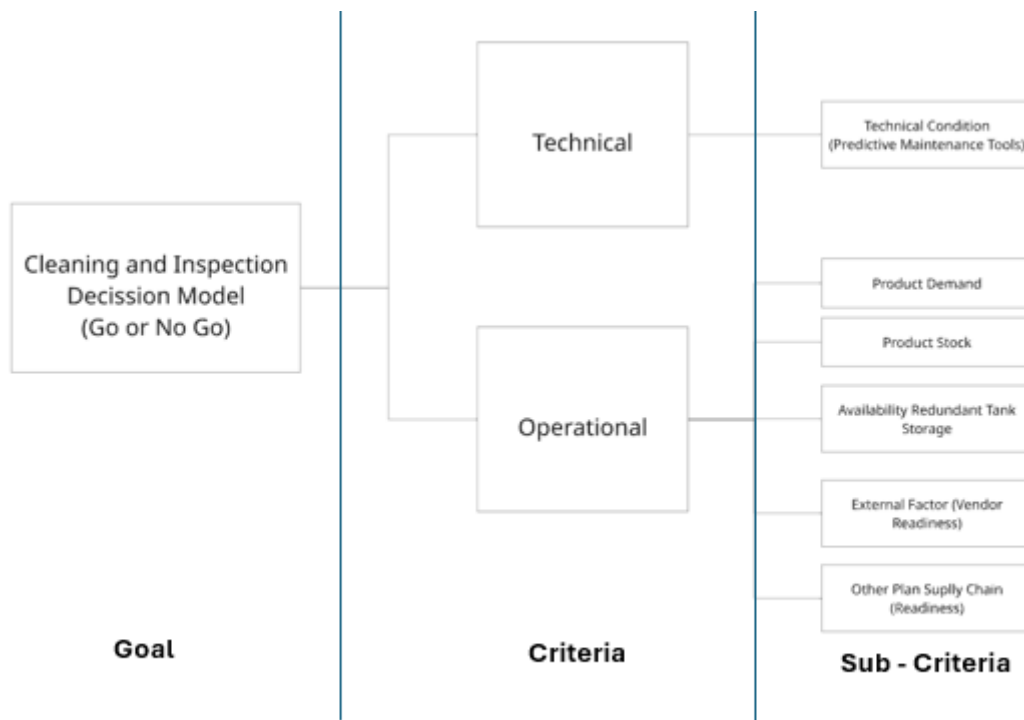 Cleaning and Inspection
Decission Model
(Go or No Go)
Goal
Technical
Operational
Criteria
Technical Condition
(Predictive Maintenance Tools)
Product Demand
Product Stock
Availability Redundant Tank
Storage
External Factor (Vendor
Readiness)
Other Plan Suplly Chain
(Readiness)
Sub - Criteria